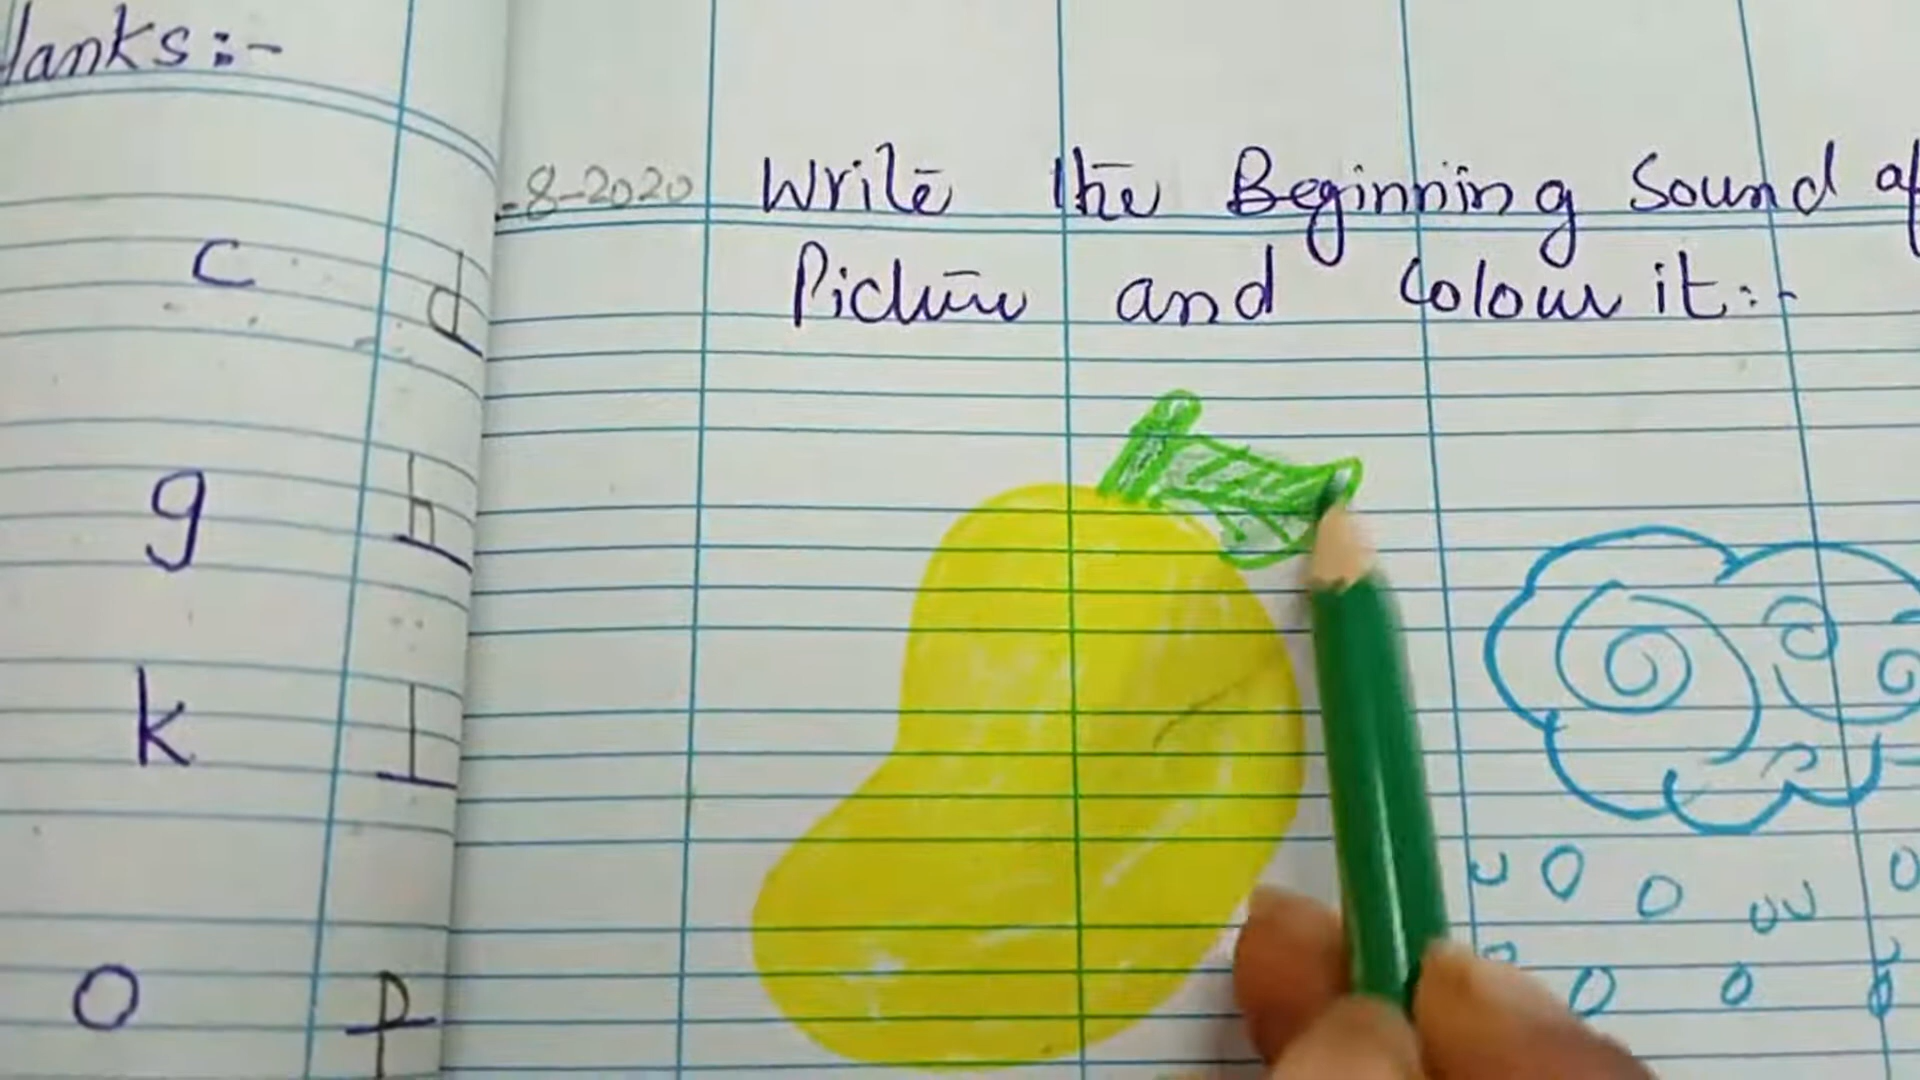 lanks:-
c d
g h
k l
o p
-8-2020 Write the Beginning Sound of
Picture and Colour it:-